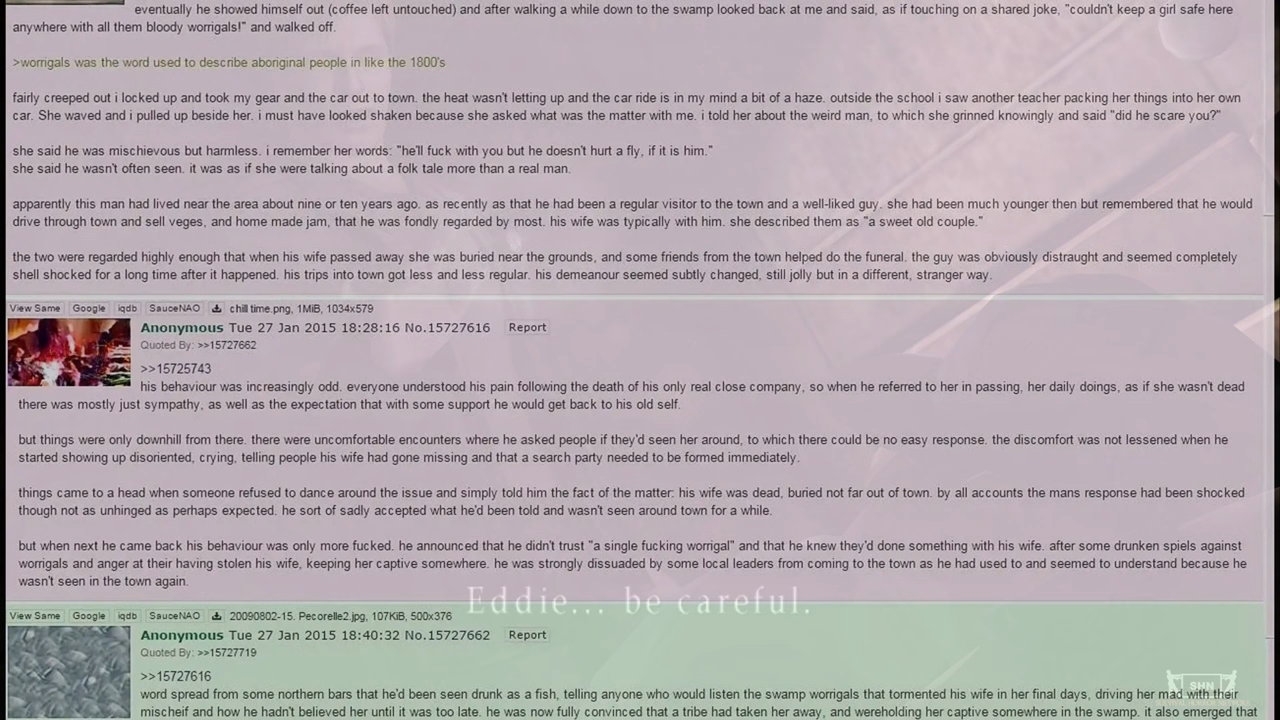 eventually he showed himself out (coffee left untouched) and after walking a while down to the swamp looked back at me and said, as if touching on a shared joke, "couldn't keep a girl safe here
anywhere with all them bloody worrigals!" and walked off.
>worrigals was the word used to describe aboriginal people in like the 1800's
fairly creeped out i locked up and took my gear and the car out to town. the heat wasn't letting up and the car ride is in my mind a bit of a haze. outside the school i saw another teacher packing her things into her own
car. She waved and i pulled up beside her. i must have looked shaken because she asked what was the matter with me. i told her about the weird man, to which she grinned knowingly and said "did he scare you?"
she said he was mischievous but harmless. i remember her words: "he'll fuck with you but he doesn't hurt a fly, if it is him."
she said he wasn't often seen. it was as if she were talking about a folk tale more than a real man.
apparently this man had lived near the area about nine or ten years ago. as recently as that he had been a regular visitor to the town and a well-liked guy. she had been much younger then but remembered that he would
drive through town and sell veges, and home made jam, that he was fondly regarded by most. his wife was typically with him. she described them as "a sweet old couple."
the two were regarded highly enough that when his wife passed away she was buried near the grounds, and some friends from the town helped do the funeral. the guy was obviously distraught and seemed completely
shell shocked for a long time after it happened. his trips into town got less and less regular. his demeanour seemed subtly changed, still jolly but in a different, stranger way.
View Same Google iqdb SauceNAO chill time.png, 1MiB, 1034x579
Anonymous Tue 27 Jan 2015 18:28:16 No.15727616 Report
Quoted By: >>15727662
>>15725743
his behaviour was increasingly odd. everyone understood his pain following the death of his only real close company, so when he referred to her in passing, her daily doings, as if she wasn't dead
there was mostly just sympathy, as well as the expectation that with some support he would get back to his old self.
but things were only downhill from there. there were uncomfortable encounters where he asked people if they'd seen her around, to which there could be no easy response. the discomfort was not lessened when he
started showing up disoriented, crying, telling people his wife had gone missing and that a search party needed to be formed immediately.
things came to a head when someone refused to dance around the issue and simply told him the fact of the matter: his wife was dead, buried not far out of town. by all accounts the mans response had been shocked
though not as unhinged as perhaps expected. he sort of sadly accepted what he'd been told and wasn't seen around town for a while.
but when next he came back his behaviour was only more fucked. he announced that he didn't trust "a single fucking worrigal" and that he knew they'd done something with his wife. after some drunken spiels against
worrigals and anger at their having stolen his wife, keeping her captive somewhere. he was strongly dissuaded by some local leaders from coming to the town as he had used to and seemed to understand because he
wasn't seen in the town again.
Eddie... be careful.
View Same Google iqdb SauceNAO 20090802-15. Pecorelle2.jpg, 107KiB, 500x376
Anonymous Tue 27 Jan 2015 18:40:32 No.15727662 Report
Quoted By: >>15727719
>>15727616
SHN
word spread from some northern bars that he'd been seen drunk as a fish, telling anyone who would listen the swamp worrigals that tormented his wife in her final days, driving her mad with their
mischeif and how he hadn't believed her until it was too late. he was now fully convinced that a tribe had taken her away, and wereholding her captive somewhere in the swamp. it also emerged that